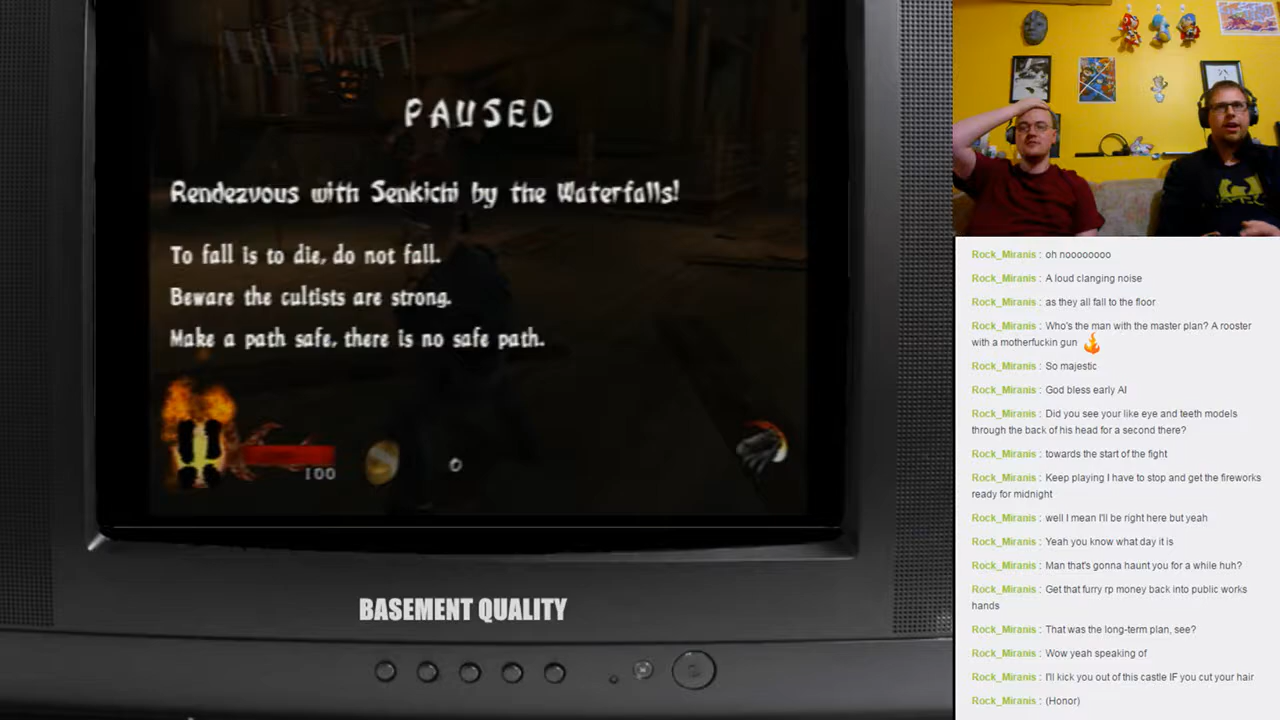 PAUSED
Rendezvous with Senkichi by the Waterfalls!
To fall is to die, do not fall.
Beware the cultists are strong.
Make a path safe, there is no safe path.
100
BASEMENT QUALITY
Rock_Miranis : oh noooooooo
Rock_Miranis : A loud clanging noise
Rock_Miranis : as they all fall to the floor
Rock_Miranis : Who's the man with the master plan? A rooster
with a motherfuckin gun
Rock_Miranis : So majestic
Rock_Miranis : God bless early AI
Rock_Miranis : Did you see your like eye and teeth models
through the back of his head for a second there?
Rock_Miranis : towards the start of the fight
Rock_Miranis : Keep playing I have to stop and get the fireworks
ready for midnight
Rock_Miranis : well I mean I'll be right here but yeah
Rock_Miranis : Yeah you know what day it is
Rock_Miranis : Man that's gonna haunt you for a while huh?
Rock_Miranis : Get that furry rp money back into public works
hands
Rock_Miranis : That was the long-term plan, see?
Rock_Miranis : Wow yeah speaking of
Rock_Miranis : I'll kick you out of this castle IF you cut your hair
Rock_Miranis : (Honor)